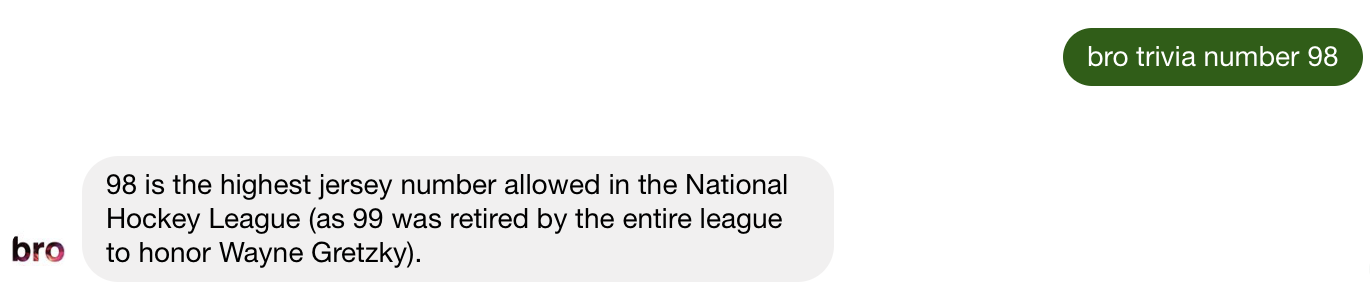 bro trivia number 98
98 is the highest jersey number allowed in the National
Hockey League (as 99 was retired by the entire league
to honor Wayne Gretzky).
bro